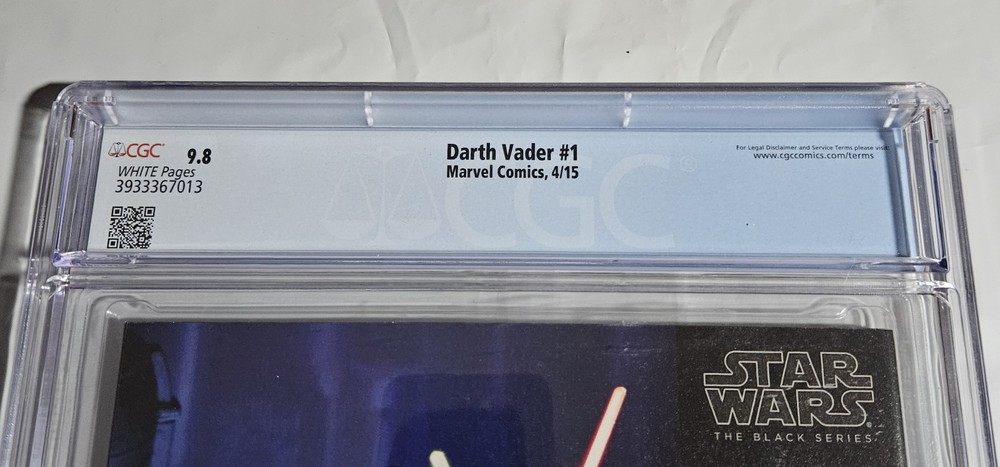 CGC 9.8
WHITE Pages
3933367013
Darth Vader #1
Marvel Comics, 4/15
For Legal Disclaimer and Service Terms please visit:
www.cgccomics.com/terms
CGC®
STAR
WARS
THE BLACK SERIES